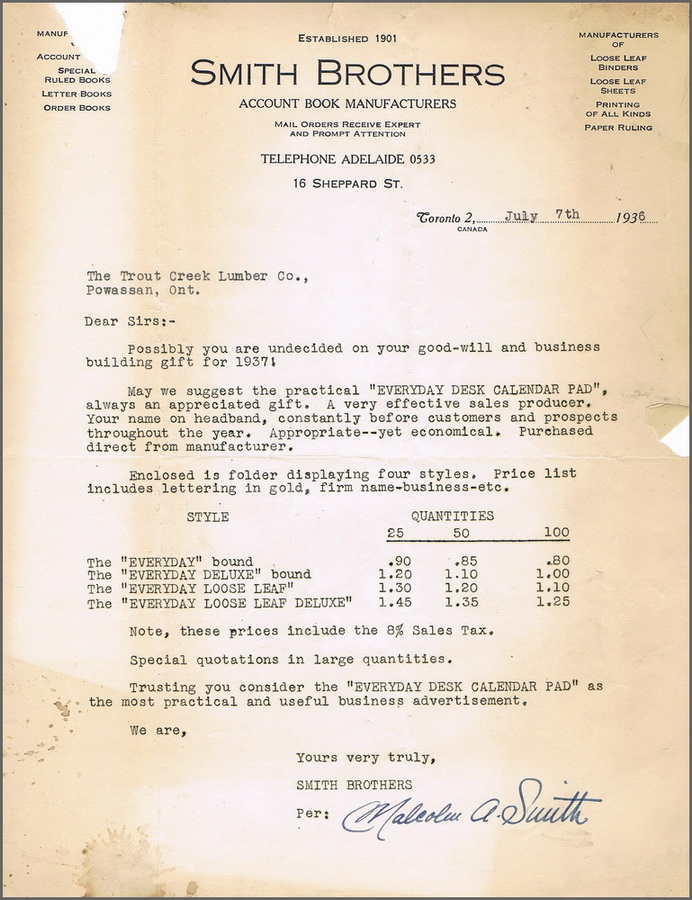 MANUF
ACCOUNT
SPECIAL
RULED BOOKS
LETTER BOOKS
ORDER BOOKS
ESTABLISHED 1901
SMITH BROTHERS
ACCOUNT BOOK MANUFACTURERS
MAIL ORDERS RECEIVE EXPERT
AND PROMPT ATTENTION
TELEPHONE ADELAIDE 0533
16 SHEPPARD ST.
MANUFACTURERS
OF
LOOSE LEAF
BINDERS
LOOSE LEAF
SHEETS
PRINTING
OF ALL KINDS
PAPER RULING
Toronto 2, July 7th 1936
CANADA
The Trout Creek Lumber Co.,
Powassan, Ont.
Dear Sirs:-
Possibly you are undecided on your good-will and business
building gift for 1937!
May we suggest the practical "EVERYDAY DESK CALENDAR PAD",
always an appreciated gift. A very effective sales producer.
Your name on headband, constantly before customers and prospects
throughout the year. Appropriate--yet economical. Purchased
direct from manufacturer.
Enclosed is folder displaying four styles. Price list
includes lettering in gold, firm name-business-etc.
STYLE QUANTITIES
25 50 100
The "EVERYDAY" bound .90 .85 .80
The "EVERYDAY DELUXE" bound 1.20 1.10 1.00
The "EVERYDAY LOOSE LEAF" 1.30 1.20 1.10
The "EVERYDAY LOOSE LEAF DELUXE" 1.45 1.35 1.25
Note, these prices include the 8% Sales Tax.
Special quotations in large quantities.
Trusting you consider the "EVERYDAY DESK CALENDAR PAD" as
the most practical and useful business advertisement.
We are,
Yours very truly,
SMITH BROTHERS
Per: Malcolm A. Smith